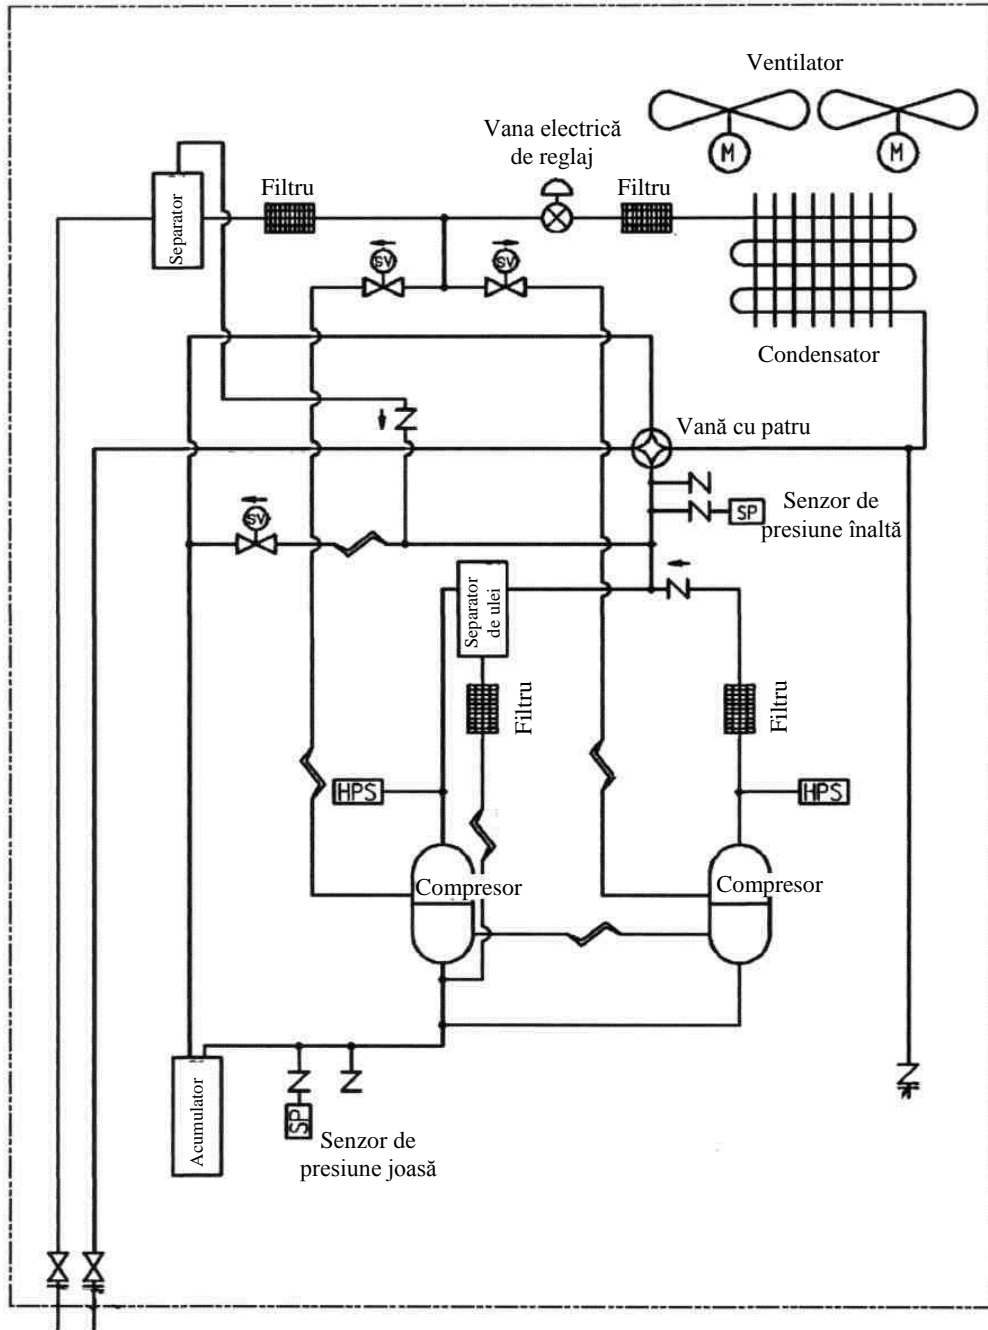 Ventilator
Vana electrică
de reglaj
M
M
Filtru
Filtru
Separator
SV
SV
Condensator
Vană cu patru
SV
SP
Senzor de
presiune înaltă
Separator
de ulei
Filtru
Filtru
HPS
HPS
Compresor
Compresor
Acumulator
SP
Senzor de
presiune joasă